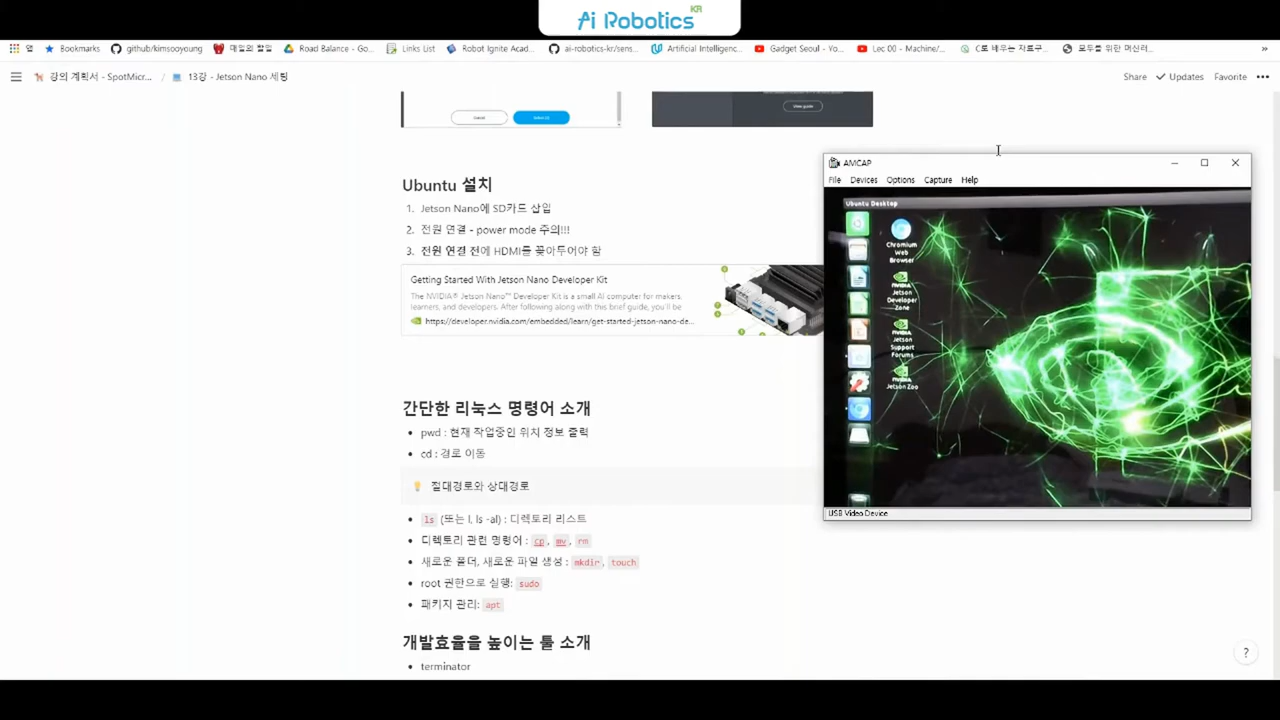 Ai Robotics KR
앱 Bookmarks github/kimsooyoung 매일의 할일 Road Balance - Go... Links List Robot Ignite Acad... ai-robotics-kr/sens... Artificial Intelligenc... Gadget Seoul - Yo... Lec 00 - Machine/... C로 배우는 자료구... 모두를 위한 머신러... »
강의 계획서 - SpotMicr... / 13강 - Jetson Nano 세팅 Share Updates Favorite
Cancel Select (1) View guide
Ubuntu 설치
1. Jetson Nano에 SD카드 삽입
2. 전원 연결 - power mode 주의!!!
3. 전원 연결 전에 HDMI를 꽂아두어야 함
Getting Started With Jetson Nano Developer Kit
The NVIDIA® Jetson Nano™ Developer Kit is a small AI computer for makers,
learners, and developers. After following along with this brief guide, you'll be
https://developer.nvidia.com/embedded/learn/get-started-jetson-nano-de...
간단한 리눅스 명령어 소개
• pwd : 현재 작업중인 위치 정보 출력
• cd : 경로 이동
절대경로와 상대경로
• ls (또는 l, ls -al) : 디렉토리 리스트
• 디렉토리 관련 명령어 : cp, mv, rm
• 새로운 폴더, 새로운 파일 생성 : mkdir, touch
• root 권한으로 실행: sudo
• 패키지 관리: apt
개발효율을 높이는 툴 소개
• terminator
AMCAP
File Devices Options Capture Help
Ubuntu Desktop
Chromium
Web
Browser
NVIDIA
Jetson
Developer
Zone
NVIDIA
Jetson
Support
Forums
NVIDIA
Jetson Zoo
USB Video Device
?